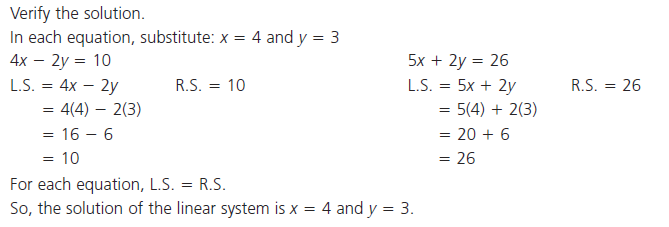 Verify the solution.
In each equation, substitute: x = 4 and y = 3
4x − 2y = 10 5x + 2y = 26
L.S. = 4x − 2y R.S. = 10 L.S. = 5x + 2y R.S. = 26
= 4(4) − 2(3) = 5(4) + 2(3)
= 16 − 6 = 20 + 6
= 10 = 26
For each equation, L.S. = R.S.
So, the solution of the linear system is x = 4 and y = 3.